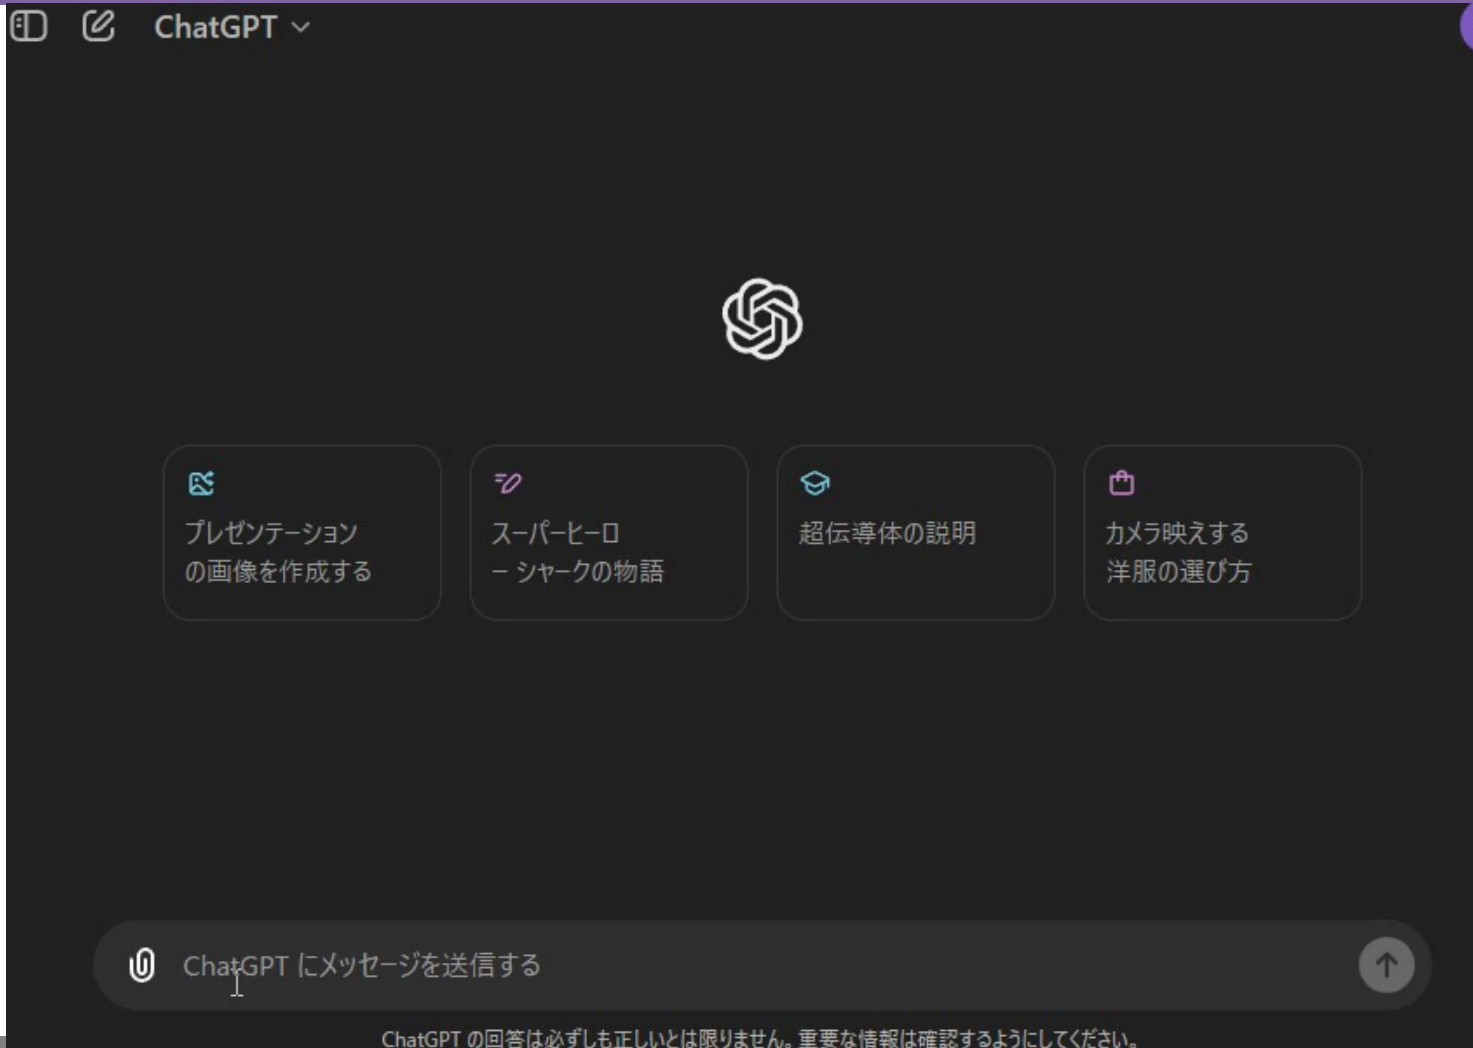 ChatGPT
プレゼンテーション
の画像を作成する
スーパーヒーロ
ー シャークの物語
超伝導体の説明
カメラ映えする
洋服の選び方
ChatGPT にメッセージを送信する
ChatGPT の回答は必ずしも正しいとは限りません。重要な情報は確認するようにしてください。